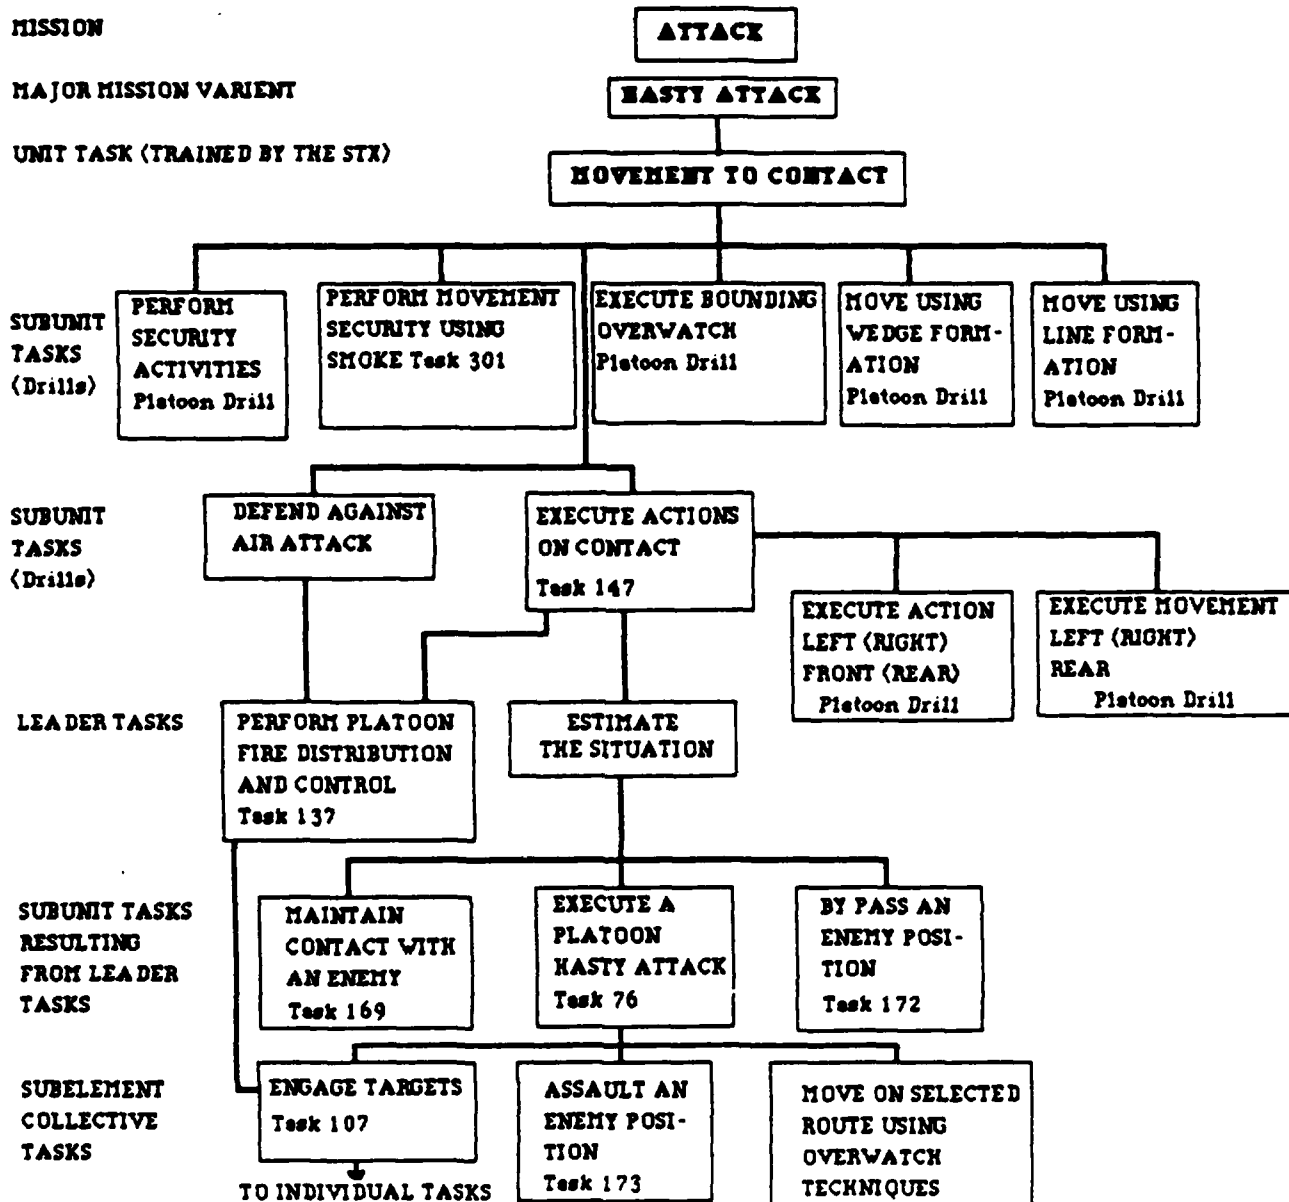 MISSION
ATTACK
MAJOR MISSION VARIENT
HASTY ATTACK
UNIT TASK (TRAINED BY THE STX)
MOVEMENT TO CONTACT
SUBUNIT
TASKS
(Drills)
PERFORM
SECURITY
ACTIVITIES
Platoon Drill
PERFORM MOVEMENT
SECURITY USING
SMOKE Task 301
EXECUTE BOUNDING
OVERWATCH
Platoon Drill
MOVE USING
WEDGE FORM-
ATION
Platoon Drill
MOVE USING
LINE FORM-
ATION
Platoon Drill
SUBUNIT
TASKS
(Drills)
DEFEND AGAINST
AIR ATTACK
EXECUTE ACTIONS
ON CONTACT
Task 147
EXECUTE ACTION
LEFT (RIGHT)
FRONT (REAR)
Platoon Drill
EXECUTE MOVEMENT
LEFT (RIGHT)
REAR
Platoon Drill
LEADER TASKS
PERFORM PLATOON
FIRE DISTRIBUTION
AND CONTROL
Task 137
ESTIMATE
THE SITUATION
SUBUNIT TASKS
RESULTING
FROM LEADER
TASKS
MAINTAIN
CONTACT WITH
AN ENEMY
Task 169
EXECUTE A
PLATOON
HASTY ATTACK
Task 76
BY PASS AN
ENEMY POSI-
TION
Task 172
SUBELEMENT
COLLECTIVE
TASKS
ENGAGE TARGETS
Task 107
ASSAULT AN
ENEMY POSI-
TION
Task 173
MOVE ON SELECTED
ROUTE USING
OVERWATCH
TECHNIQUES
TO INDIVIDUAL TASKS